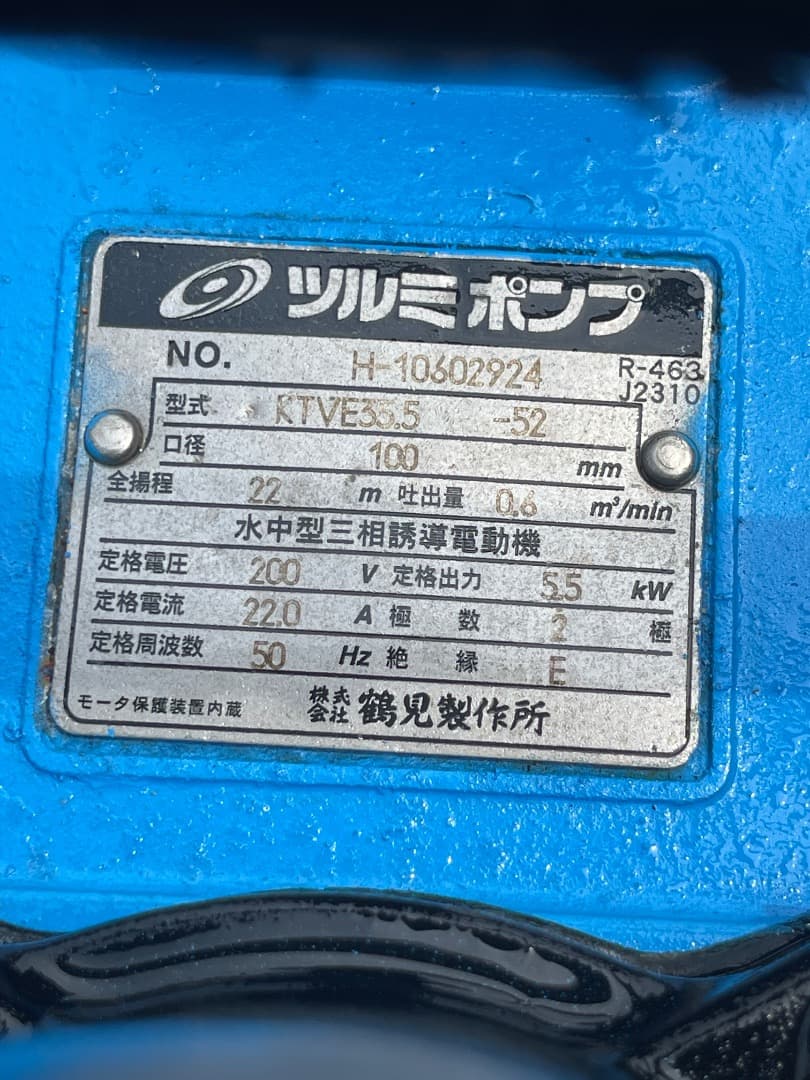 ツルミポンプ
NO. H-10602924 R-463
J2310
型式 KTVE35.5 -52
口径 100 mm
全揚程 22 m 吐出量 0.6 m³/min
水中型三相誘導電動機
定格電圧 200 V 定格出力 5.5 kW
定格電流 22.0 A 極数 2 極
定格周波数 50 Hz 絶縁 E
モータ保護装置内蔵 株式会社 鶴見製作所